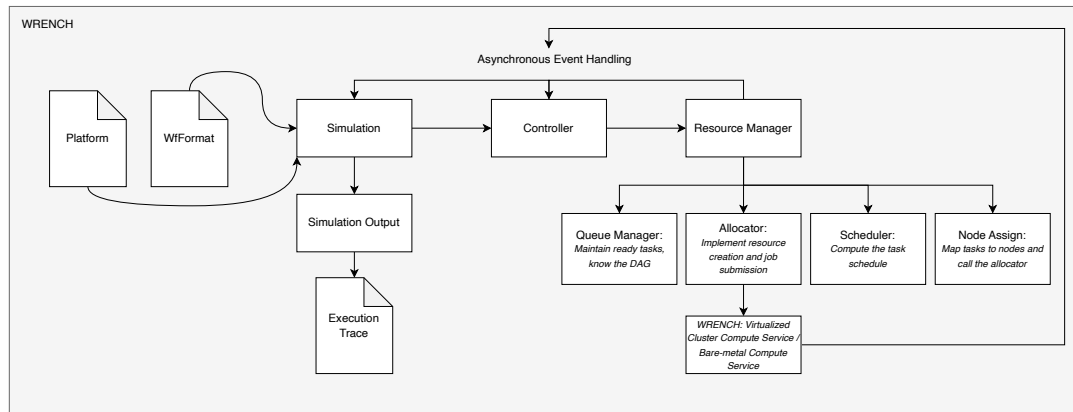 WRENCH
Asynchronous Event Handling
Platform
WfFormat
Simulation
Controller
Resource Manager
Simulation Output
Execution
Trace
Queue Manager:
Maintain ready tasks,
know the DAG
Allocator:
Implement resource
creation and job
submission
Scheduler:
Compute the task
schedule
Node Assign:
Map tasks to nodes and
call the allocator
WRENCH: Virtualized
Cluster Compute Service /
Bare-metal Compute
Service